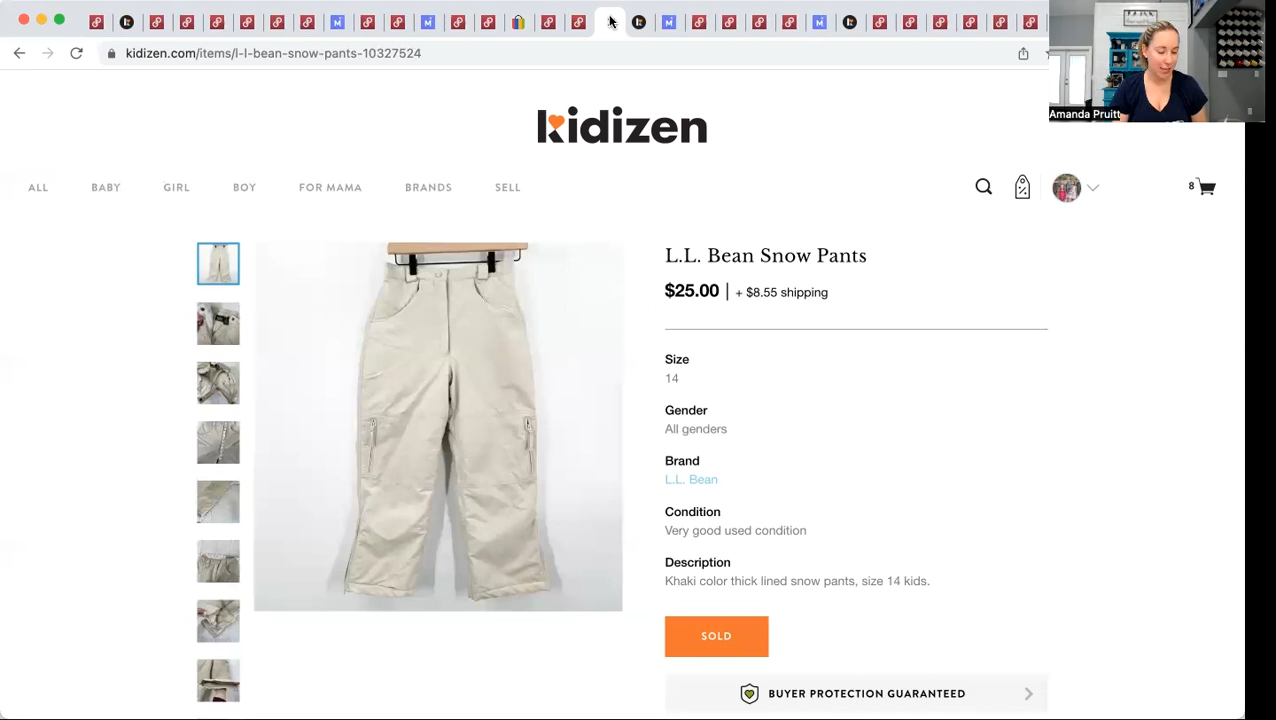 kidizen.com/items/l-l-bean-snow-pants-10327524
Amanda Pruitt
kidizen
ALL BABY GIRL BOY FOR MAMA BRANDS SELL
8
L.L. Bean Snow Pants
$25.00 | + $8.55 shipping
Size
14
Gender
All genders
Brand
L.L. Bean
Condition
Very good used condition
Description
Khaki color thick lined snow pants, size 14 kids.
SOLD
BUYER PROTECTION GUARANTEED